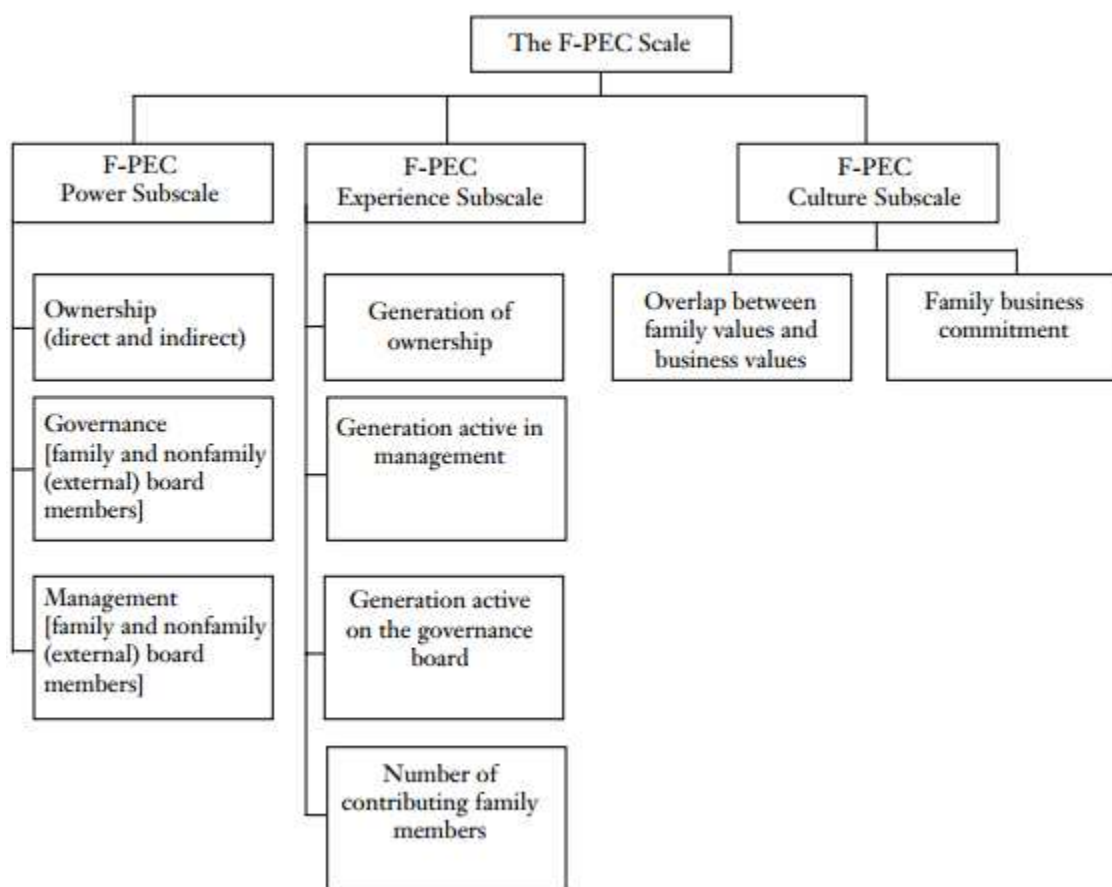 The F-PEC Scale
F-PEC
Power Subscale
F-PEC
Experience Subscale
F-PEC
Culture Subscale
Ownership
(direct and indirect)
Governance
[family and nonfamily
(external) board
members]
Management
[family and nonfamily
(external) board
members]
Generation of
ownership
Generation active in
management
Generation active
on the governance
board
Number of
contributing family
members
Overlap between
family values and
business values
Family business
commitment